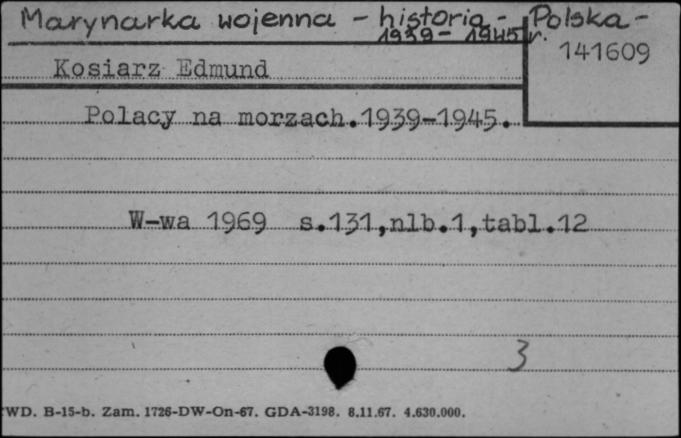 Marynarka wojenna - historia - Polska -
1939 - 1945 r.
141609
Kosiarz Edmund
Polacy na morzach.1939-1945.
W-wa 1969 s.131,nlb.1,tabl.12
3
WD. B-15-b. Zam. 1726-DW-On-67. GDA-3198. 8.11.67. 4.630.000.